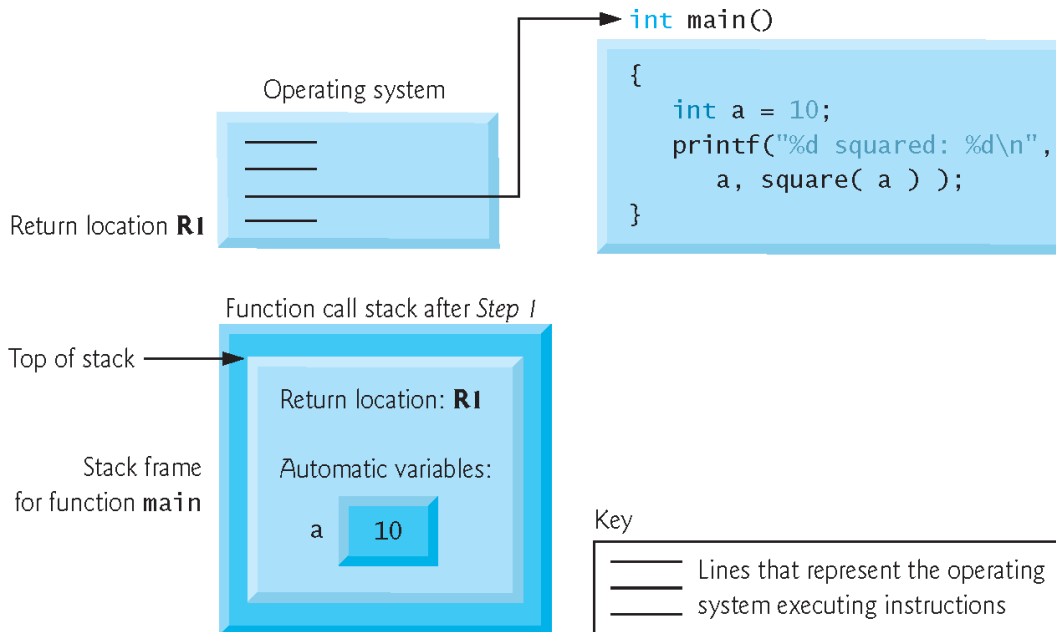 int main()
Operating system
{
int a = 10;
printf("%d squared: %d\n",
a, square( a ) );
}
Return location R1
Function call stack after Step 1
Top of stack
Return location: R1
Stack frame
for function main
Automatic variables:
a 10
Key
Lines that represent the operating
system executing instructions